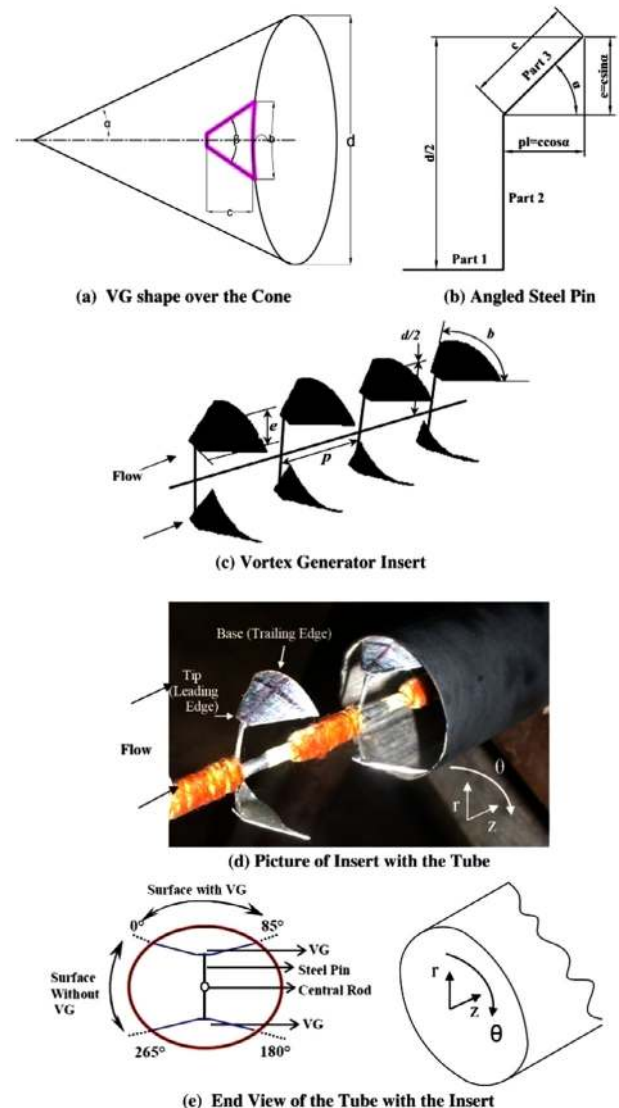 α
β
b
d
c
(a) VG shape over the Cone
c
Part 3
α
e=csinα
d/2
pl=ccosα
Part 2
Part 1
(b) Angled Steel Pin
d/2
b
e
p
Flow
(c) Vortex Generator Insert
Base (Trailing Edge)
Tip
(Leading
Edge)
Flow
θ
r
z
(d) Picture of Insert with the Tube
Surface with VG
0°
85°
VG
Steel Pin
Surface
Without
VG
Central Rod
VG
265°
180°
r
z
θ
(e) End View of the Tube with the Insert